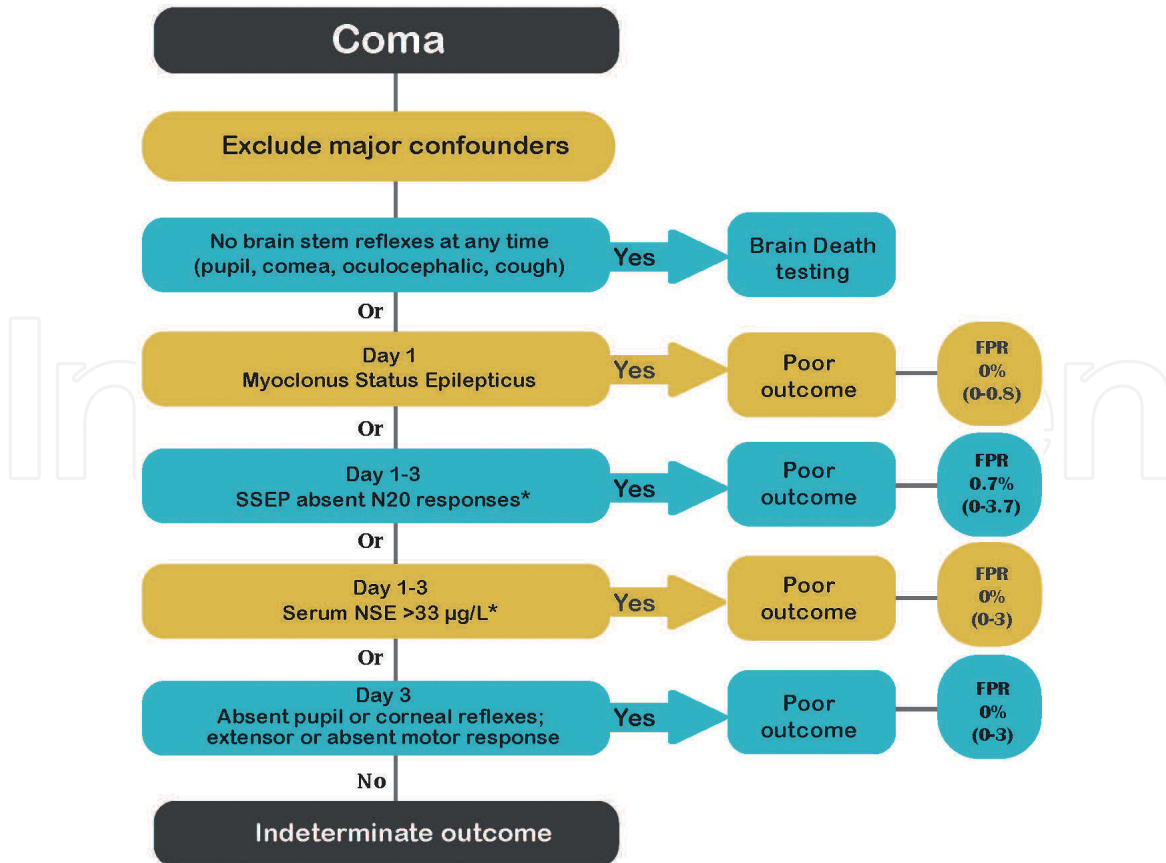 Coma
Exclude major confounders
No brain stem reflexes at any time
(pupil, comea, oculocephalic, cough)
Yes
Brain Death
testing
Or
Day 1
Myoclonus Status Epilepticus
Yes
Poor
outcome
FPR
0%
(0-0.8)
Or
Day 1-3
SSEP absent N20 responses*
Yes
Poor
outcome
FPR
0.7%
(0-3.7)
Or
Day 1-3
Serum NSE >33 µg/L*
Yes
Poor
outcome
FPR
0%
(0-3)
Or
Day 3
Absent pupil or corneal reflexes;
extensor or absent motor response
Yes
Poor
outcome
FPR
0%
(0-3)
No
Indeterminate outcome